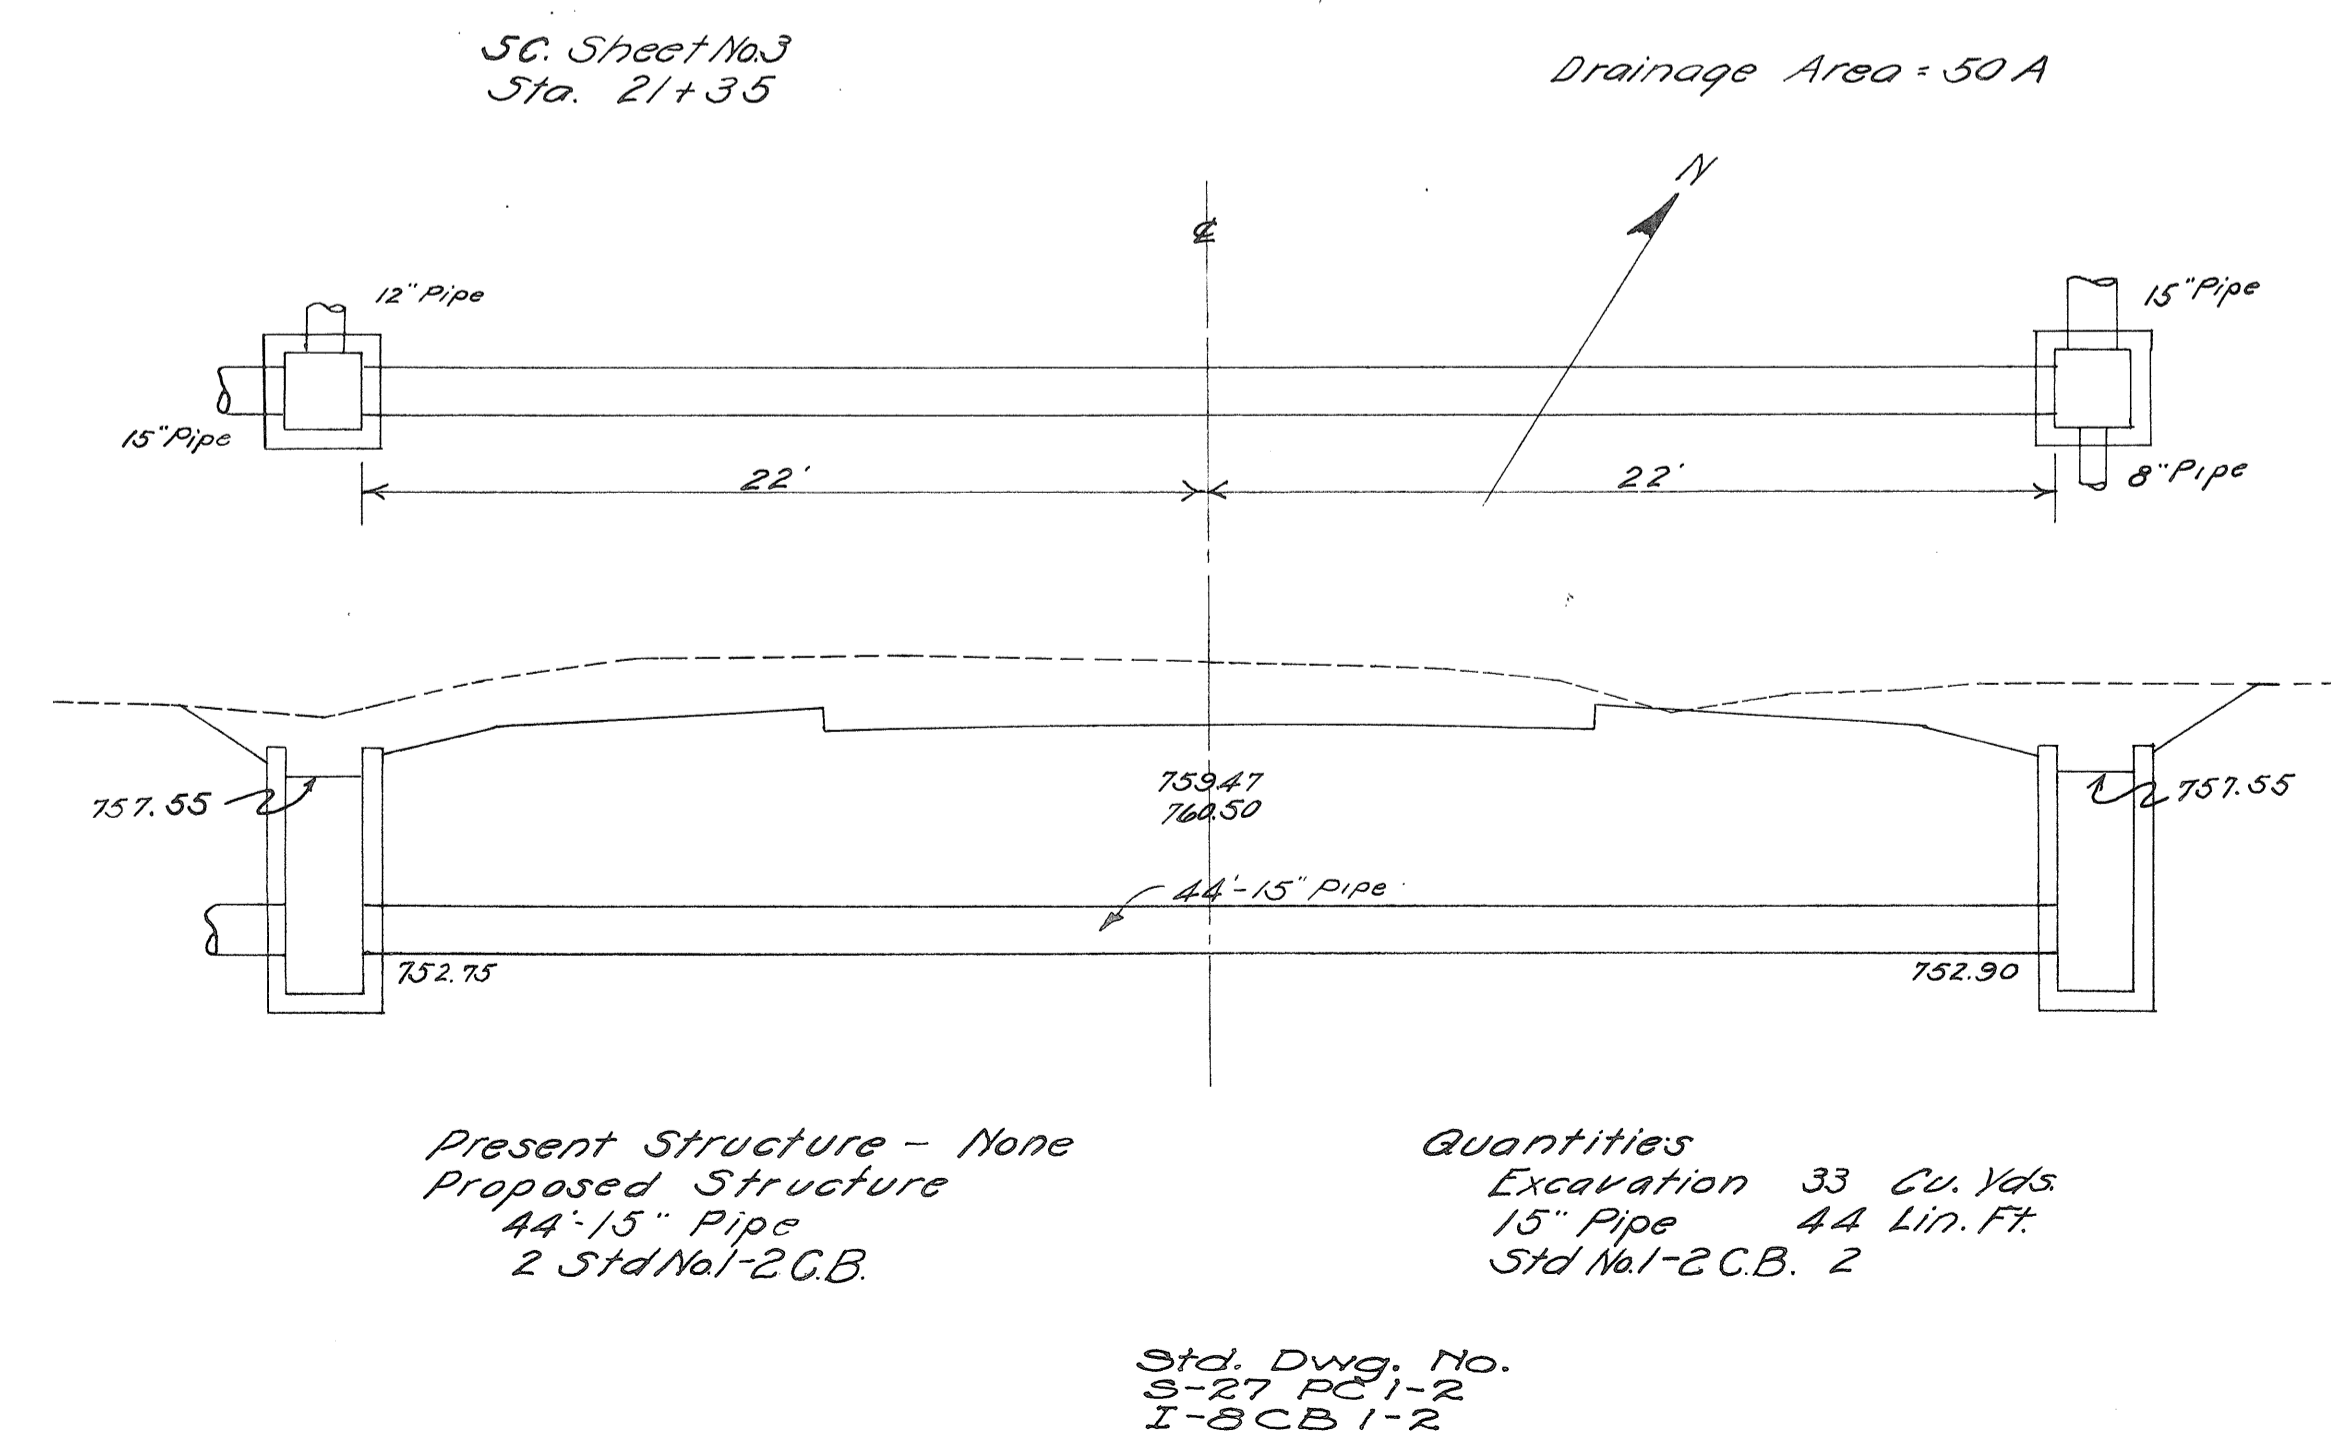 SC. Sheet No.3
Sta. 21+35
Drainage Area = 50 A
N
℄
12" Pipe
15" Pipe
15" Pipe
22'
22'
8" Pipe
759.47
760.50
757.55
757.55
44'-15" Pipe
752.75
752.90
Present Structure - None
Proposed Structure
44'-15" Pipe
2 Std No.1-2 C.B.
Quantities
Excavation 33 Cu. Yds.
15" Pipe 44 Lin. Ft.
Std No.1-2 C.B. 2
Std. Dwg. No.
S-27 PC 1-2
I-8 CB 1-2